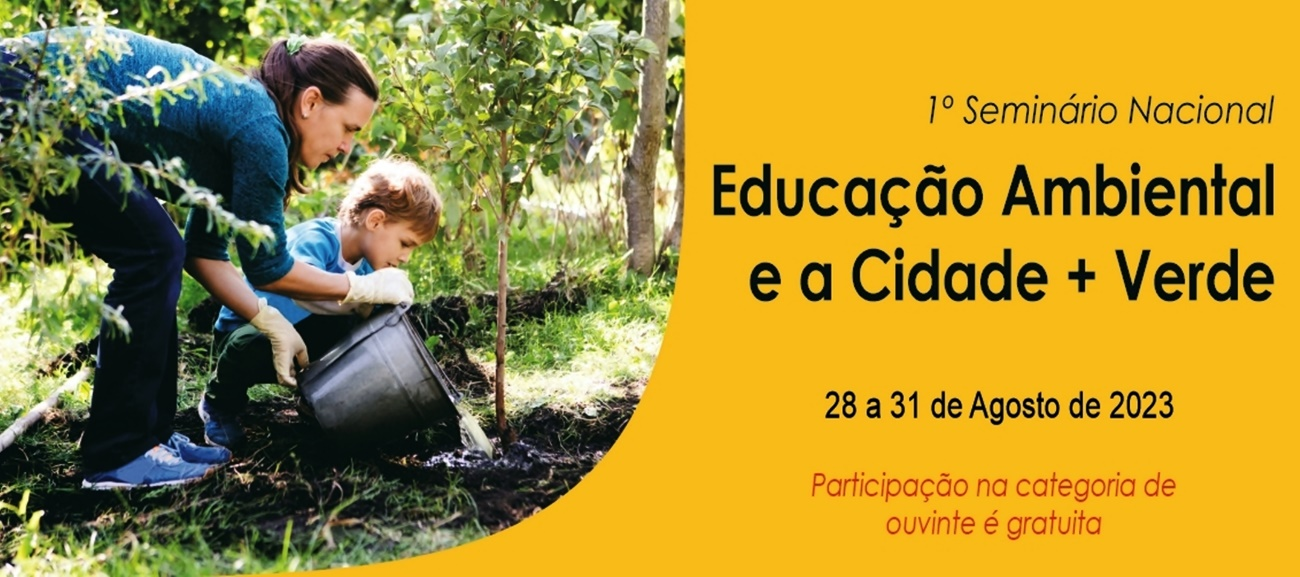 1º Seminário Nacional
Educação Ambiental
e a Cidade + Verde
28 a 31 de Agosto de 2023
Participação na categoria de
ouvinte é gratuita